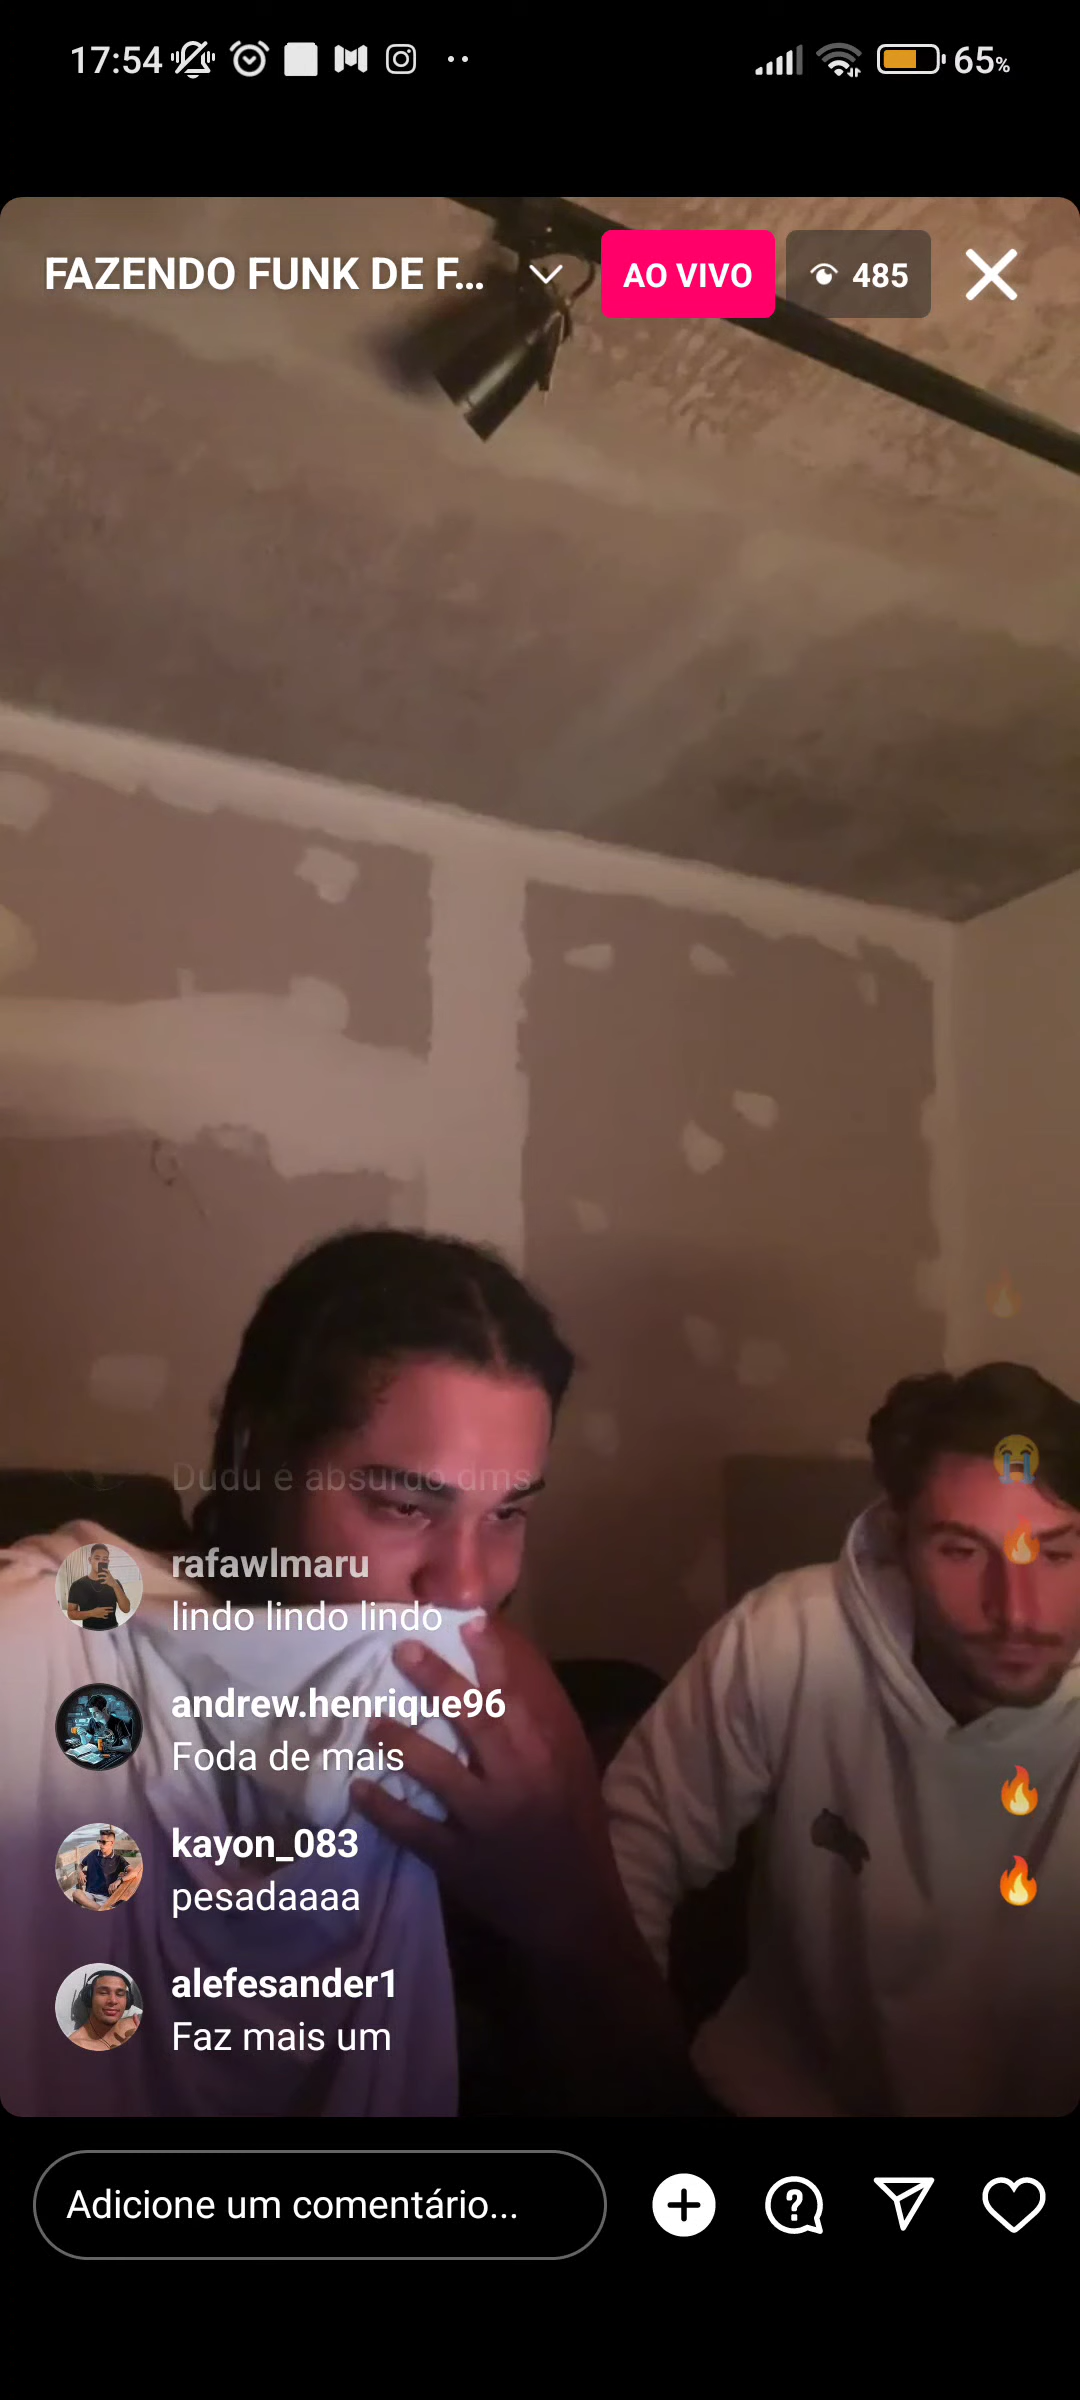 17:54
65%
FAZENDO FUNK DE F...
AO VIVO
485
Dudu é absurdo dms
rafawlmaru
lindo lindo lindo
andrew.henrique96
Foda de mais
kayon_083
pesadaaaa
alefesander1
Faz mais um
Adicione um comentário...